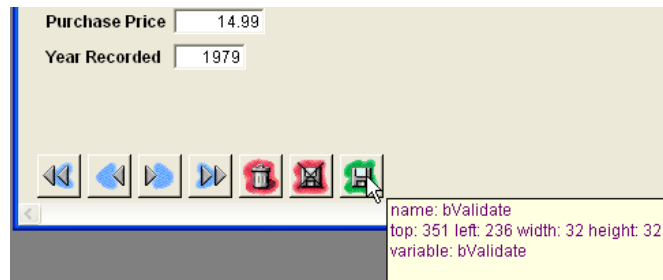 Purchase Price 14.99
Year Recorded 1979
name: bValidate
top: 351 left: 236 width: 32 height: 32
variable: bValidate